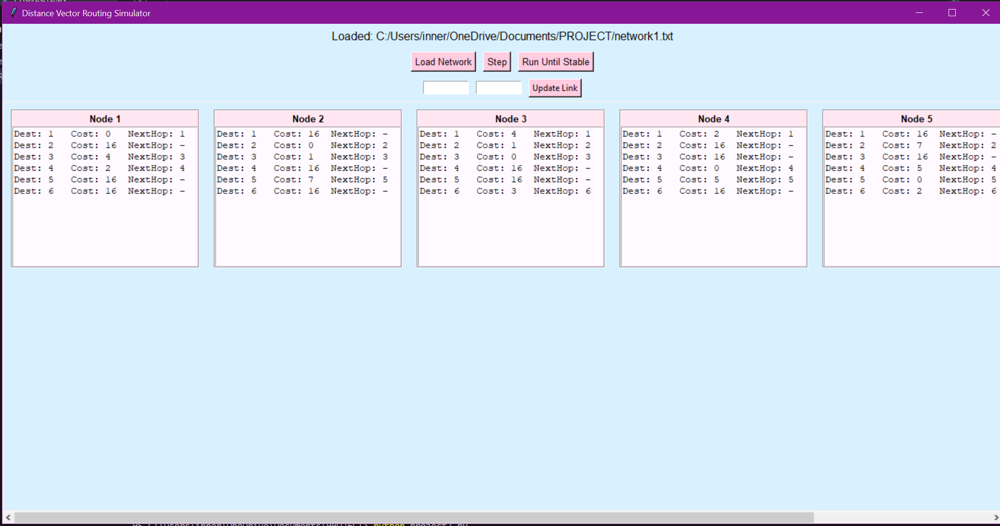 Distance Vector Routing Simulator
Loaded: C:/Users/inner/OneDrive/Documents/PROJECT/network1.txt
Load Network Step Run Until Stable
Update Link
Node 1
Dest: 1 Cost: 0 NextHop: 1
Dest: 2 Cost: 16 NextHop: -
Dest: 3 Cost: 4 NextHop: 3
Dest: 4 Cost: 2 NextHop: 4
Dest: 5 Cost: 16 NextHop: -
Dest: 6 Cost: 16 NextHop: -
Node 2
Dest: 1 Cost: 16 NextHop: -
Dest: 2 Cost: 0 NextHop: 2
Dest: 3 Cost: 1 NextHop: 3
Dest: 4 Cost: 16 NextHop: -
Dest: 5 Cost: 7 NextHop: 5
Dest: 6 Cost: 16 NextHop: -
Node 3
Dest: 1 Cost: 4 NextHop: 1
Dest: 2 Cost: 1 NextHop: 2
Dest: 3 Cost: 0 NextHop: 3
Dest: 4 Cost: 16 NextHop: -
Dest: 5 Cost: 16 NextHop: -
Dest: 6 Cost: 3 NextHop: 6
Node 4
Dest: 1 Cost: 2 NextHop: 1
Dest: 2 Cost: 16 NextHop: -
Dest: 3 Cost: 16 NextHop: -
Dest: 4 Cost: 0 NextHop: 4
Dest: 5 Cost: 5 NextHop: 5
Dest: 6 Cost: 16 NextHop: -
Node 5
Dest: 1 Cost: 16 NextHop: -
Dest: 2 Cost: 7 NextHop: 2
Dest: 3 Cost: 16 NextHop: -
Dest: 4 Cost: 5 NextHop: 4
Dest: 5 Cost: 0 NextHop: 5
Dest: 6 Cost: 2 NextHop: 6